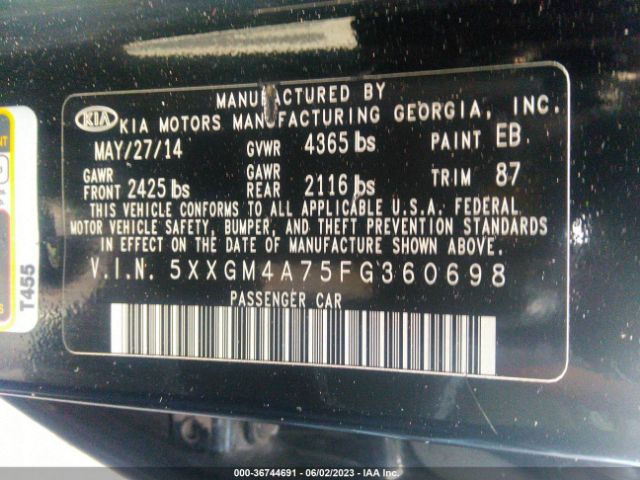 MANUFACTURED BY
KIA KIA MOTORS MANUFACTURING GEORGIA, INC.
MAY/27/14 GVWR 4365 lbs PAINT EB
GAWR FRONT 2425 lbs GAWR REAR 2116 lbs TRIM 87
THIS VEHICLE CONFORMS TO ALL APPLICABLE U.S.A. FEDERAL
MOTOR VEHICLE SAFETY, BUMPER, AND THEFT PREVENTION STANDARDS
IN EFFECT ON THE DATE OF MANUFACTURE SHOWN ABOVE.
V.I.N. 5XXGM4A75FG360698
PASSENGER CAR
T455
000-36744691 - 06/02/2023 - IAA Inc.